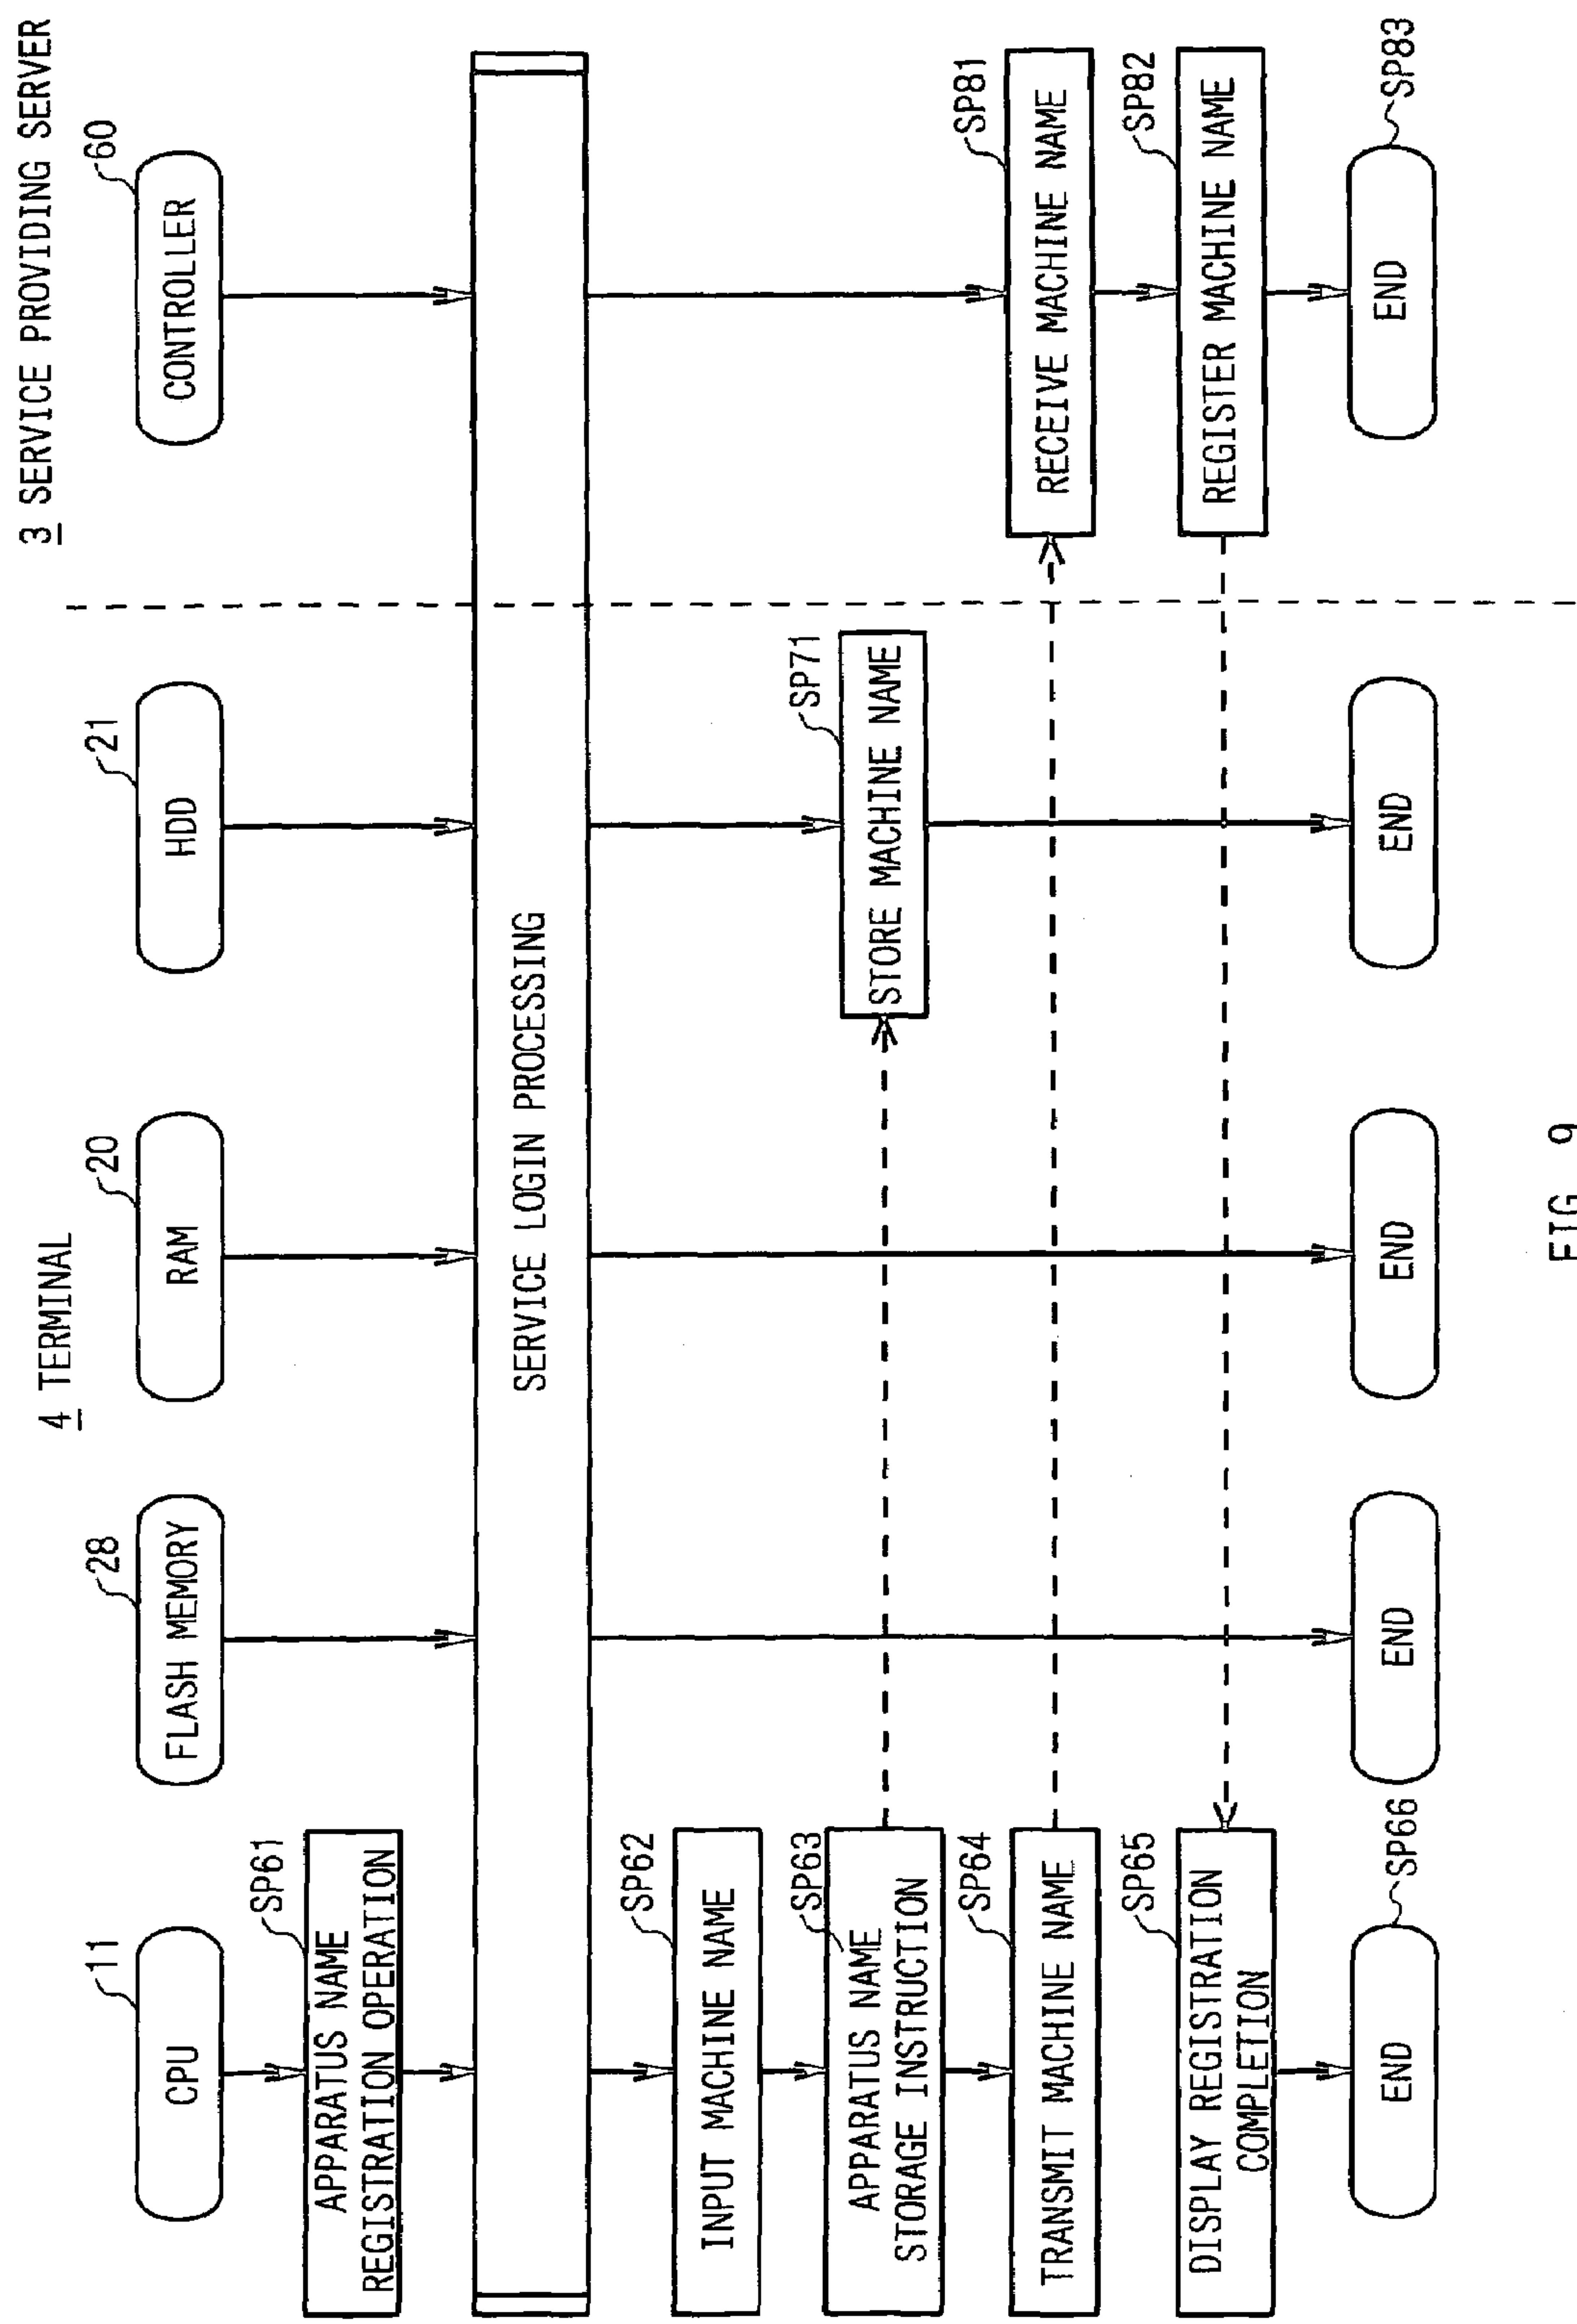 4 TERMINAL
3 SERVICE PROVIDING SERVER
11
28
20
21
60
CPU
FLASH MEMORY
RAM
HDD
CONTROLLER
SP61
APPARATUS NAME
REGISTRATION OPERATION
SERVICE LOGIN PROCESSING
SP62
INPUT MACHINE NAME
SP63
APPARATUS NAME
STORAGE INSTRUCTION
SP71
STORE MACHINE NAME
SP64
TRANSMIT MACHINE NAME
SP81
RECEIVE MACHINE NAME
SP65
DISPLAY REGISTRATION
COMPLETION
SP82
REGISTER MACHINE NAME
SP66
SP83
END
END
END
END
END
FIG. 9